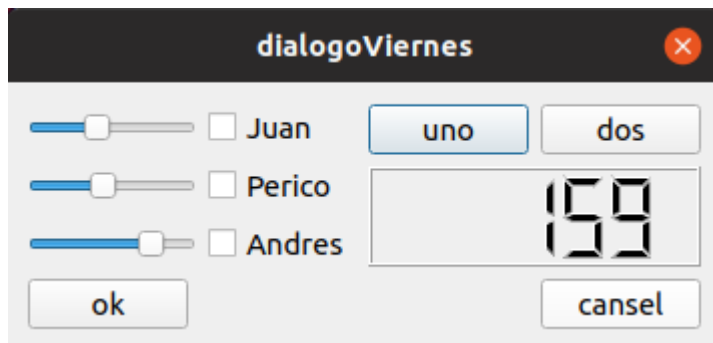 dialogoViernes
Juan uno dos
Perico
159
Andres
ok cansel